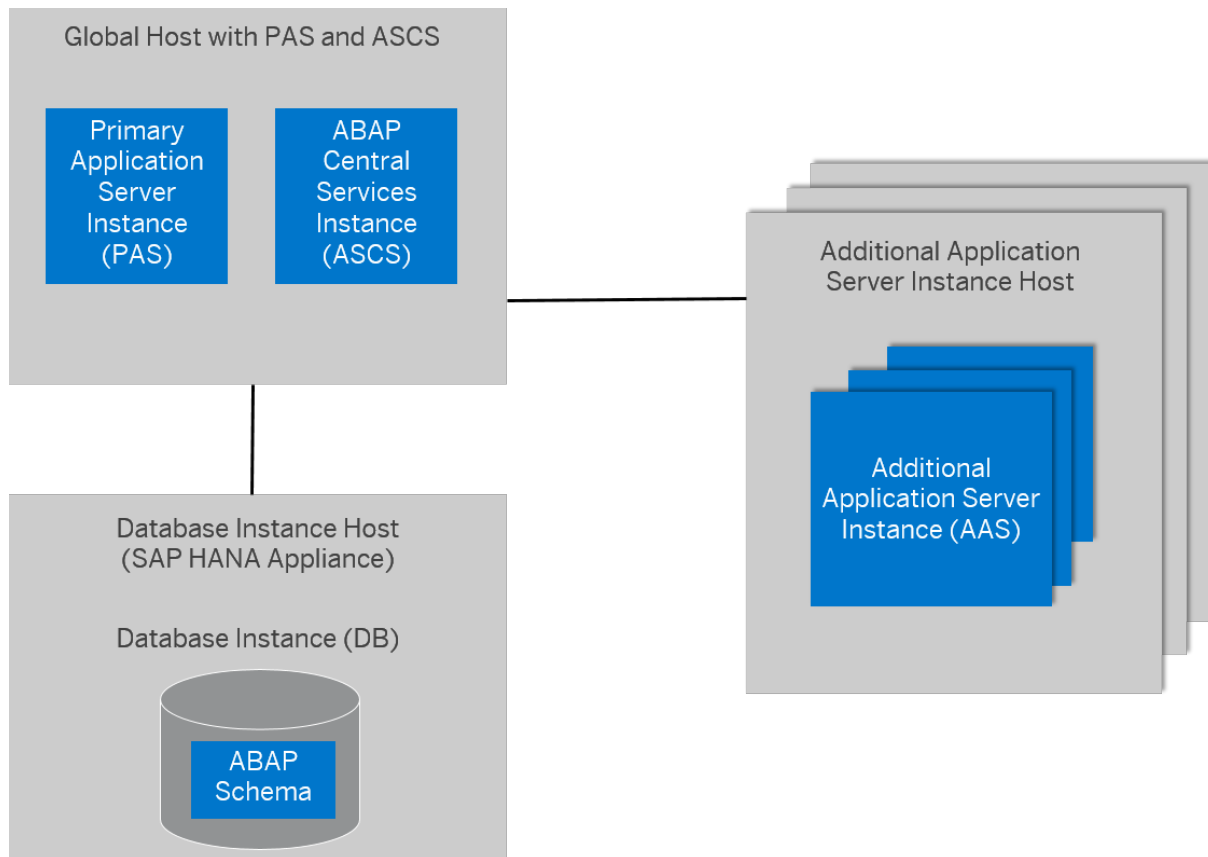 Global Host with PAS and ASCS
Primary
Application
Server
Instance
(PAS)
ABAP
Central
Services
Instance
(ASCS)
Additional Application
Server Instance Host
Additional
Application Server
Instance (AAS)
Database Instance Host
(SAP HANA Appliance)
Database Instance (DB)
ABAP
Schema